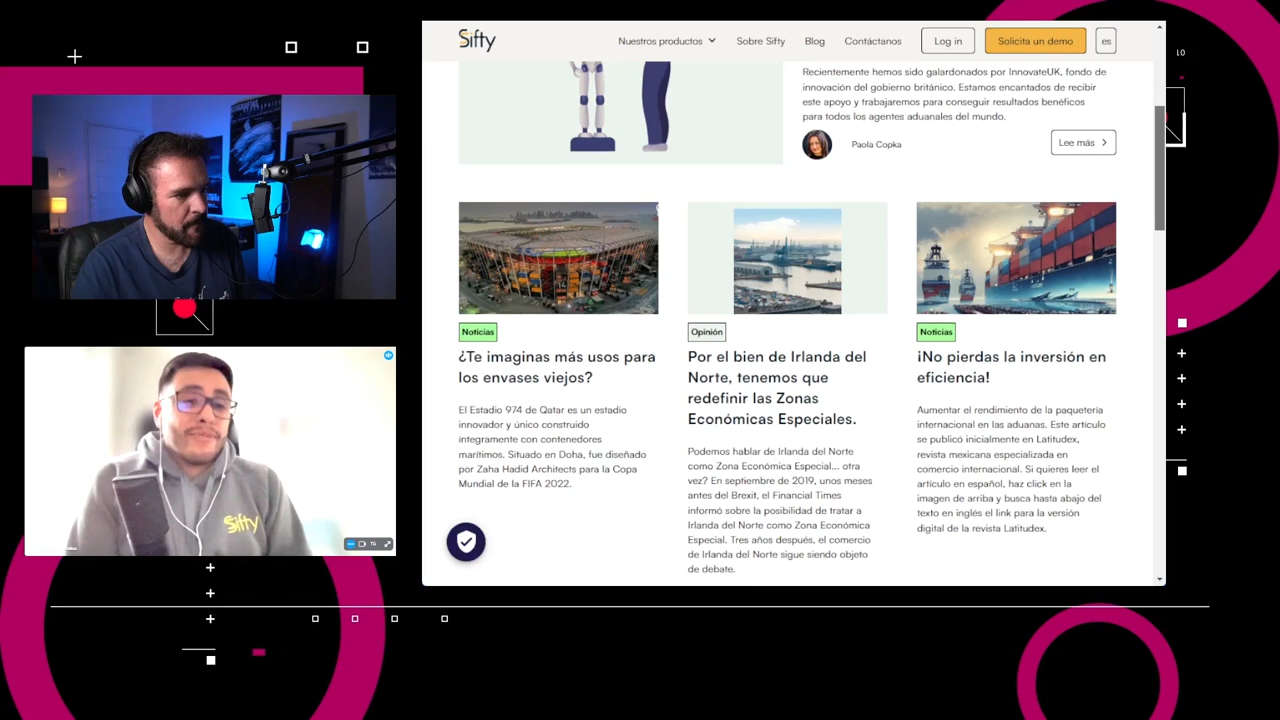 Sifty
Nuestros productos
Sobre Sifty
Blog
Contáctanos
Log in
Solicita un demo
es
Recientemente hemos sido galardonados por InnovateUK, fondo de
innovación del gobierno británico. Estamos encantados de recibir
este apoyo y trabajaremos para conseguir resultados benéficos
para todos los agentes aduanales del mundo.
Paola Copka
Lee más
Noticias
¿Te imaginas más usos para
los envases viejos?
El Estadio 974 de Qatar es un estadio
innovador y único construido
íntegramente con contenedores
marítimos. Situado en Doha, fue diseñado
por Zaha Hadid Architects para la Copa
Mundial de la FIFA 2022.
Opinión
Por el bien de Irlanda del
Norte, tenemos que
redefinir las Zonas
Económicas Especiales.
Podemos hablar de Irlanda del Norte
como Zona Económica Especial... otra
vez? En septiembre de 2019, unos meses
antes del Brexit, el Financial Times
informó sobre la posibilidad de tratar a
Irlanda del Norte como Zona Económica
Especial. Tres años después, el comercio
de Irlanda del Norte sigue siendo objeto
de debate.
Noticias
¡No pierdas la inversión en
eficiencia!
Aumentar el rendimiento de la paquetería
internacional en las aduanas. Este artículo
se publicó inicialmente en Latitudex,
revista mexicana especializada en
comercio internacional. Si quieres leer el
artículo en español, haz click en la
imagen de arriba y busca hasta abajo del
texto en inglés el link para la versión
digital de la revista Latitudex.
Sifty
10